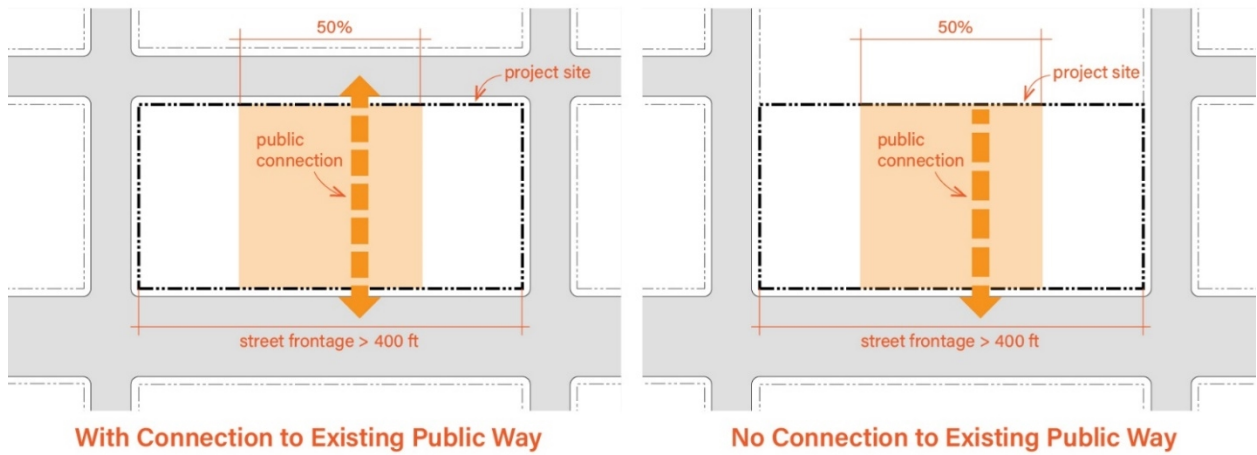 50%
project site
public
connection
street frontage > 400 ft
With Connection to Existing Public Way
50%
project site
public
connection
street frontage > 400 ft
No Connection to Existing Public Way